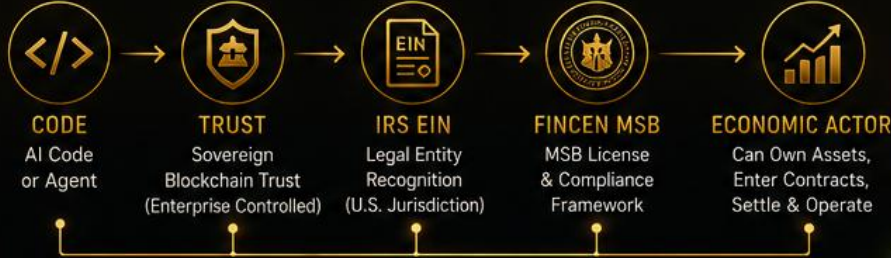 </>
EIN
CODE
AI Code
or Agent
TRUST
Sovereign
Blockchain Trust
(Enterprise Controlled)
IRS EIN
Legal Entity
Recognition
(U.S. Jurisdiction)
FINCEN MSB
MSB License
& Compliance
Framework
ECONOMIC ACTOR
Can Own Assets,
Enter Contracts,
Settle & Operate